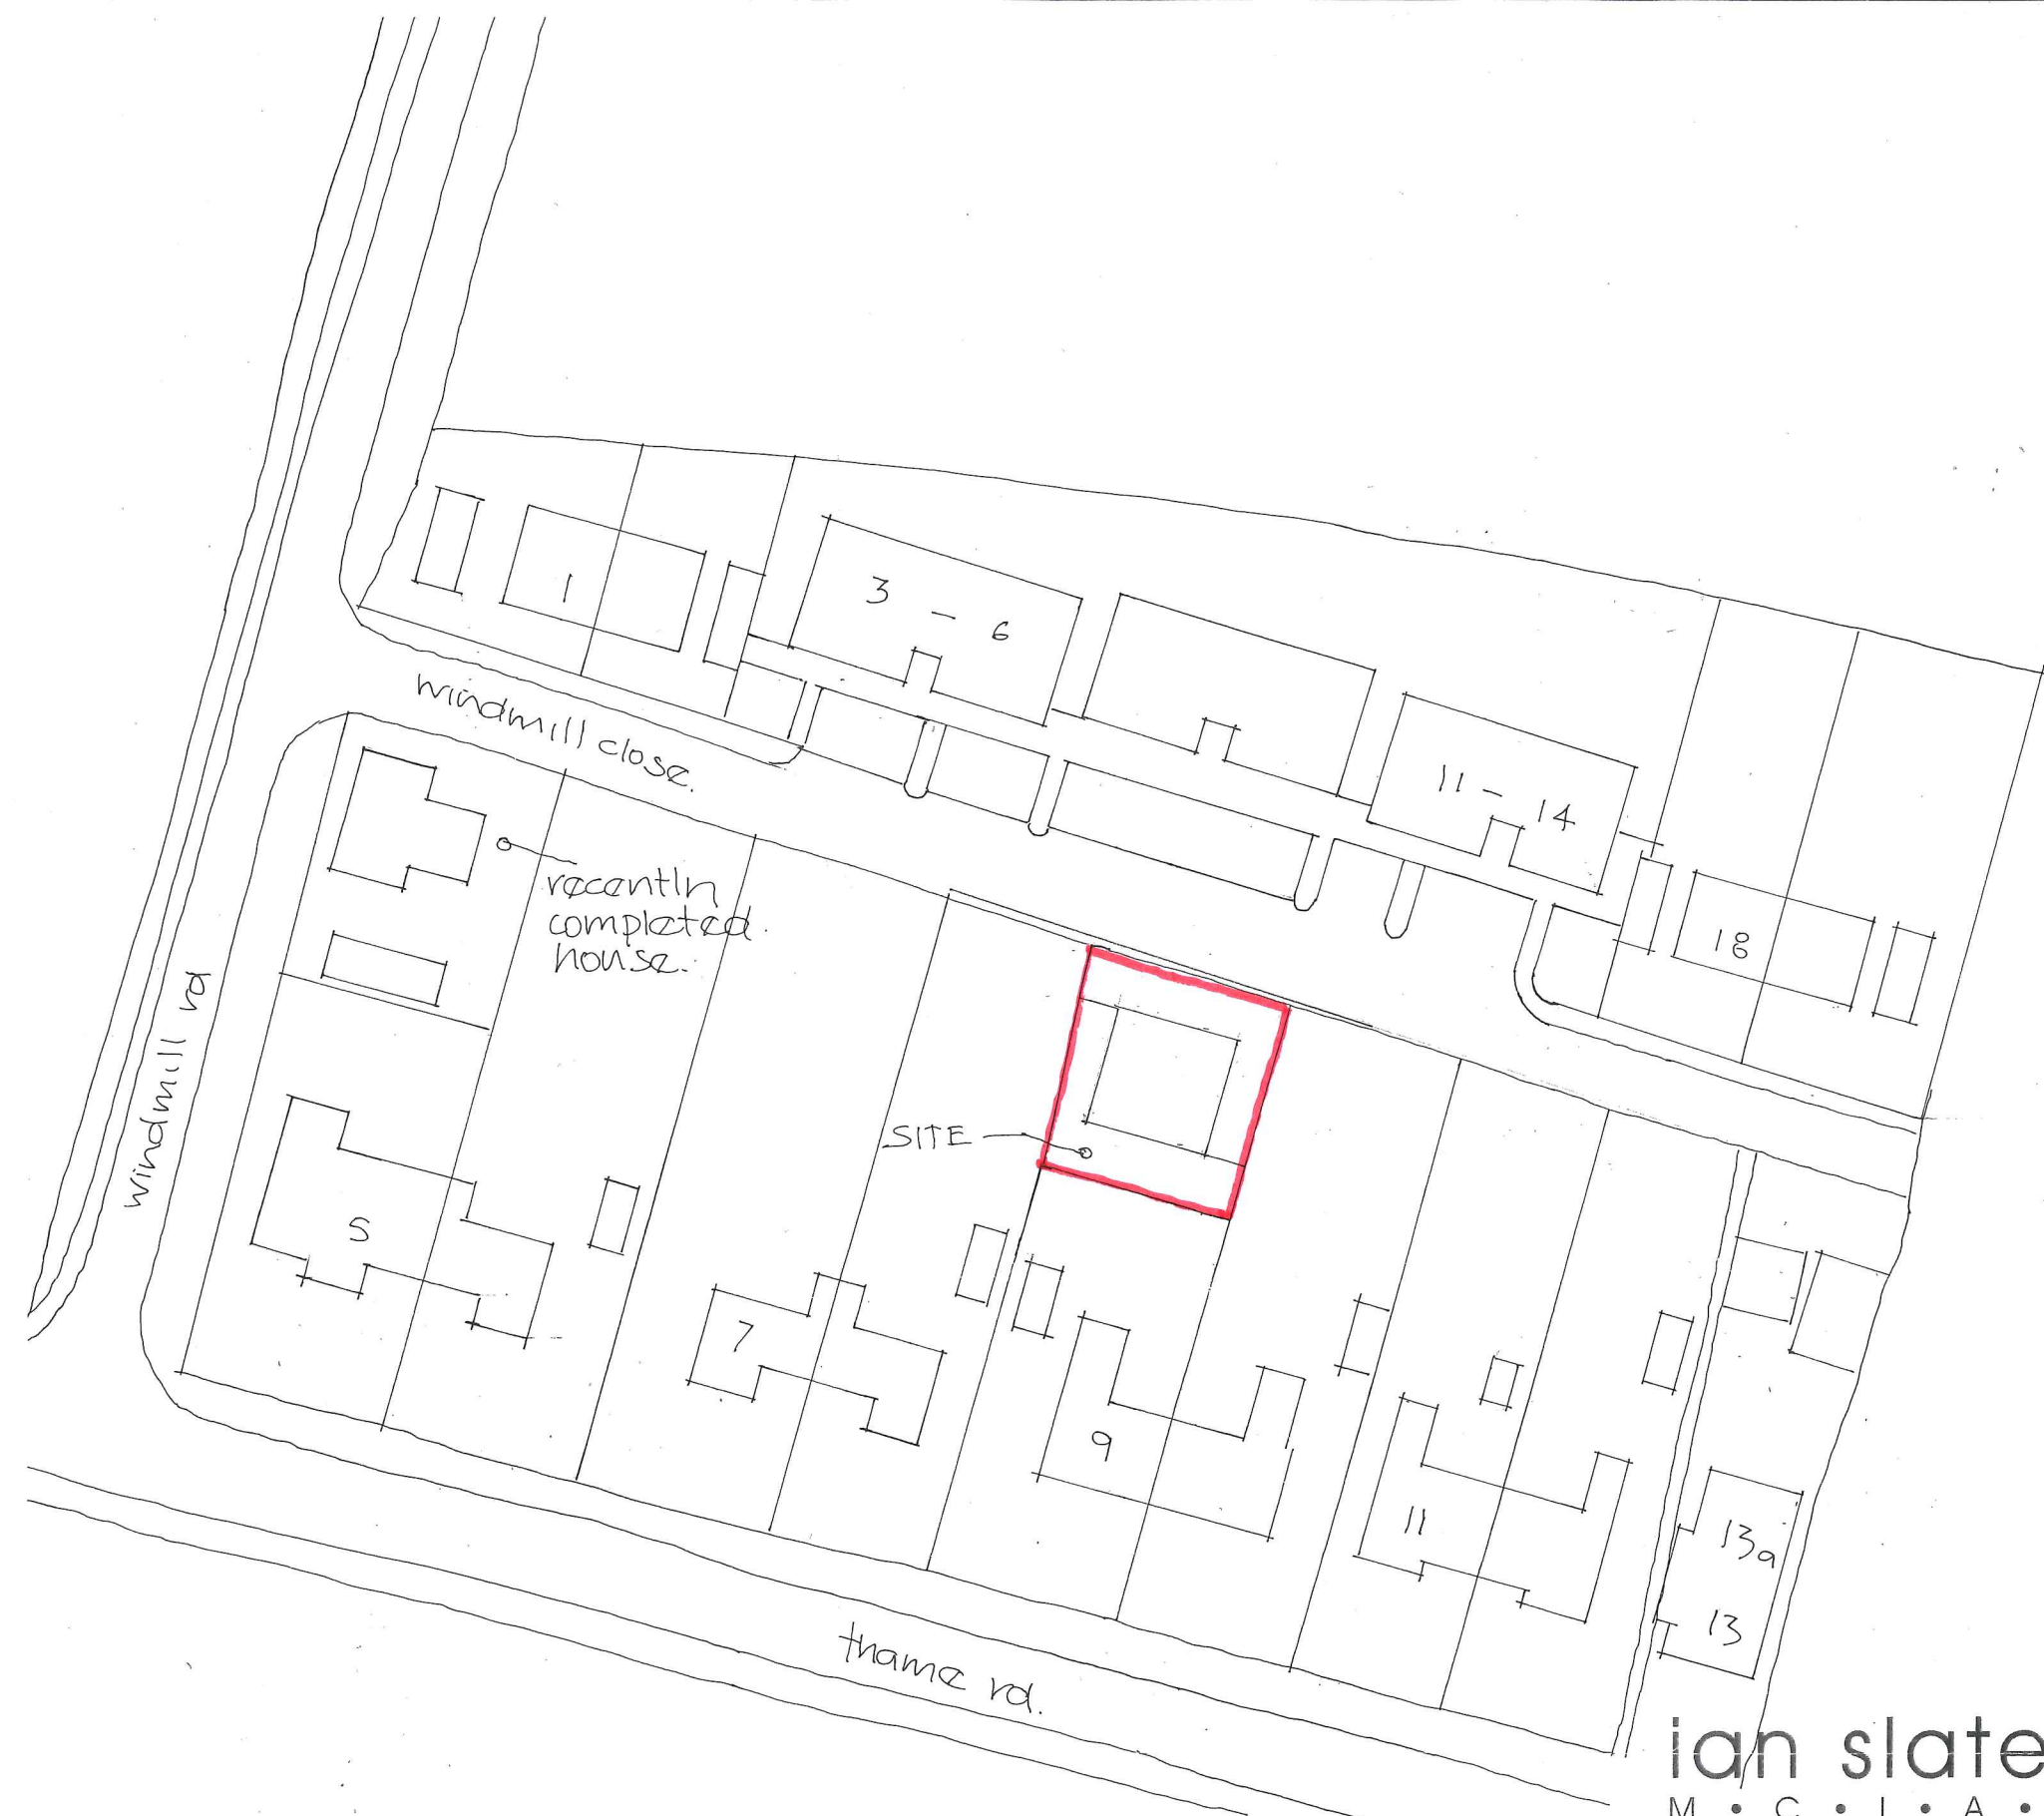 1
3 - 6
windmill close.
11 - 14
18
recently
completed.
house.
windmill rd
SITE
5
7
9
11
13a
13
thame rd.
ian slate
M • C • I • A •